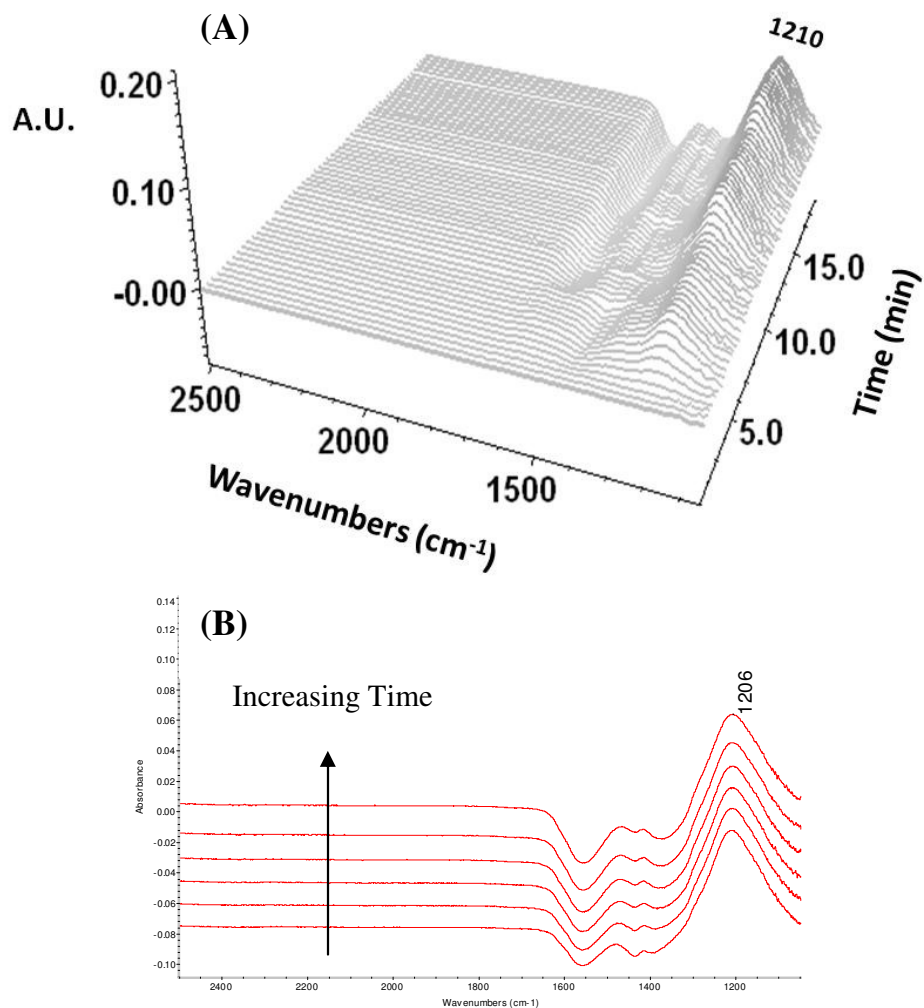 (A)
1210
0.20
A.U.
0.10
-0.00
15.0
10.0
5.0
Time (min)
2500
2000
1500
Wavenumbers (cm-1)
(B)
0.14
0.12
0.10
0.08
0.06
0.04
0.02
0.00
-0.02
-0.04
-0.06
-0.08
-0.10
Absorbance
Increasing Time
1206
2400 2200 2000 1800 1600 1400 1200
Wavenumbers (cm-1)